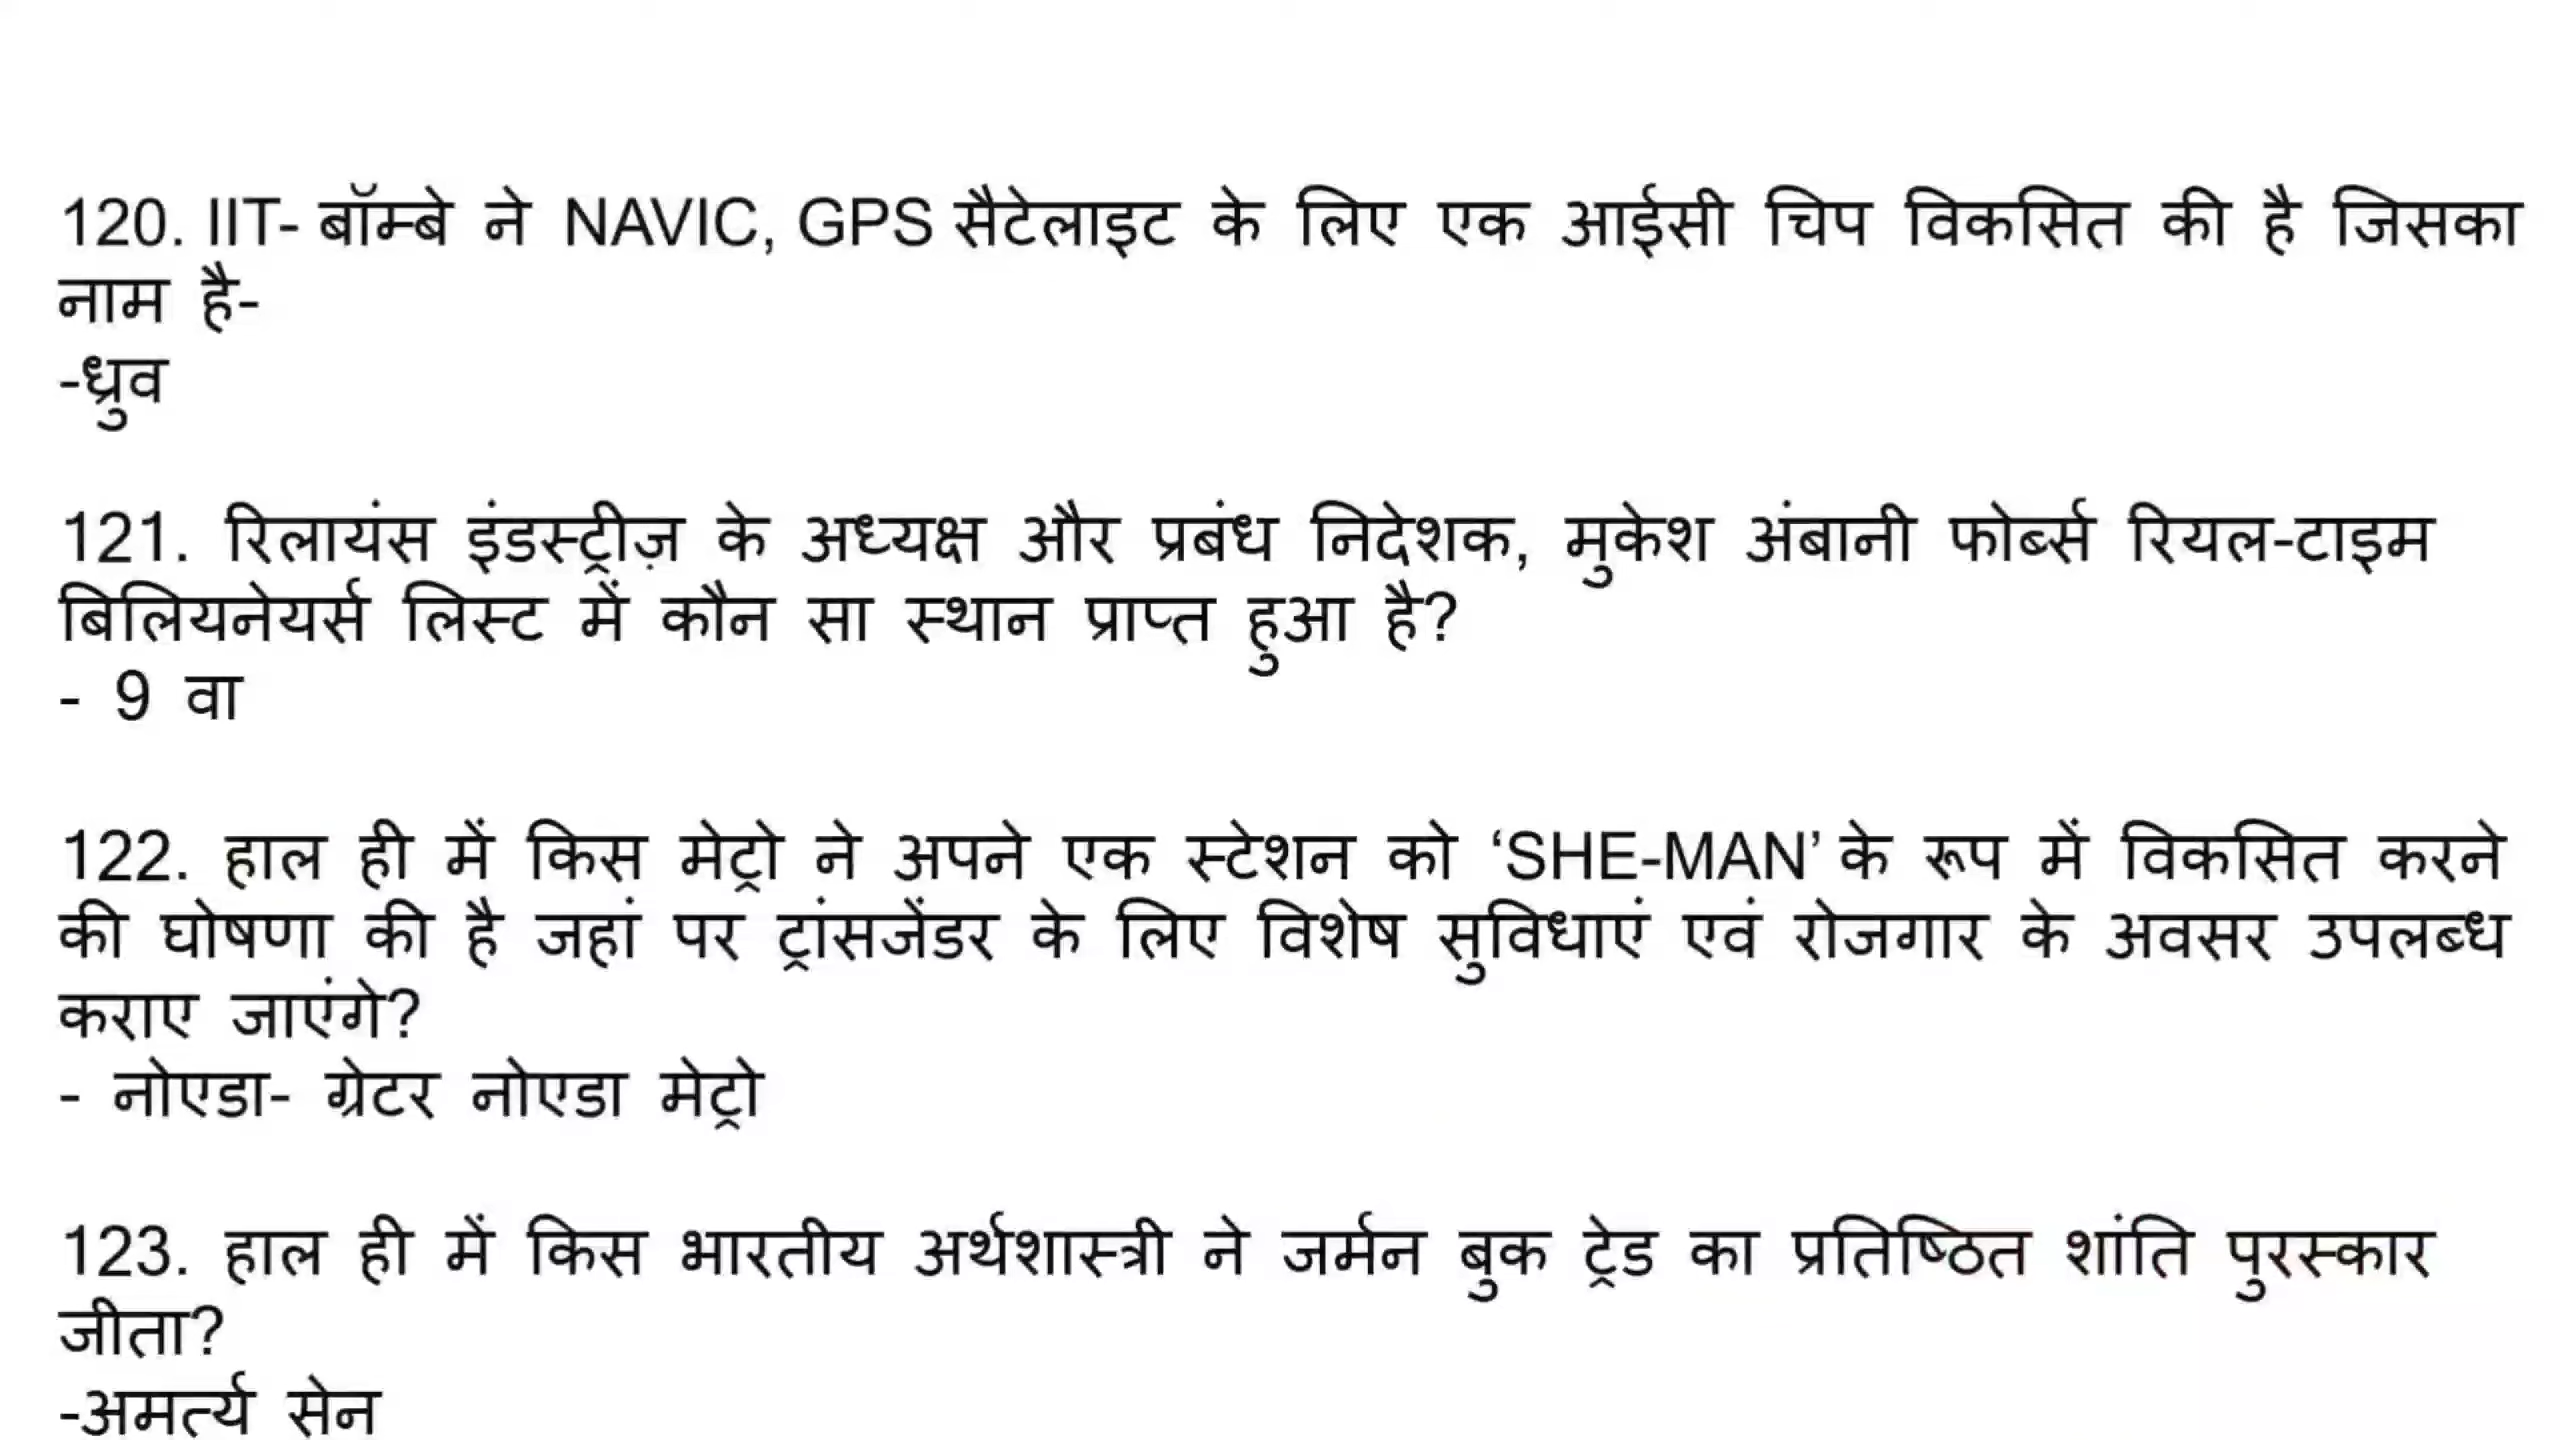 120. IIT- बॉम्बे ने NAVIC, GPS सैटेलाइट के लिए एक आईसी चिप विकसित की है जिसका
नाम है-
-ध्रुव
121. रिलायंस इंडस्ट्रीज़ के अध्यक्ष और प्रबंध निदेशक, मुकेश अंबानी फोर्ब्स रियल-टाइम
बिलियनेयर्स लिस्ट में कौन सा स्थान प्राप्त हुआ है?
- 9 वा
122. हाल ही में किस मेट्रो ने अपने एक स्टेशन को ‘SHE-MAN’ के रूप में विकसित करने
की घोषणा की है जहां पर ट्रांसजेंडर के लिए विशेष सुविधाएं एवं रोजगार के अवसर उपलब्ध
कराए जाएंगे?
- नोएडा- ग्रेटर नोएडा मेट्रो
123. हाल ही में किस भारतीय अर्थशास्त्री ने जर्मन बुक ट्रेड का प्रतिष्ठित शांति पुरस्कार
जीता?
-अमर्त्य सेन